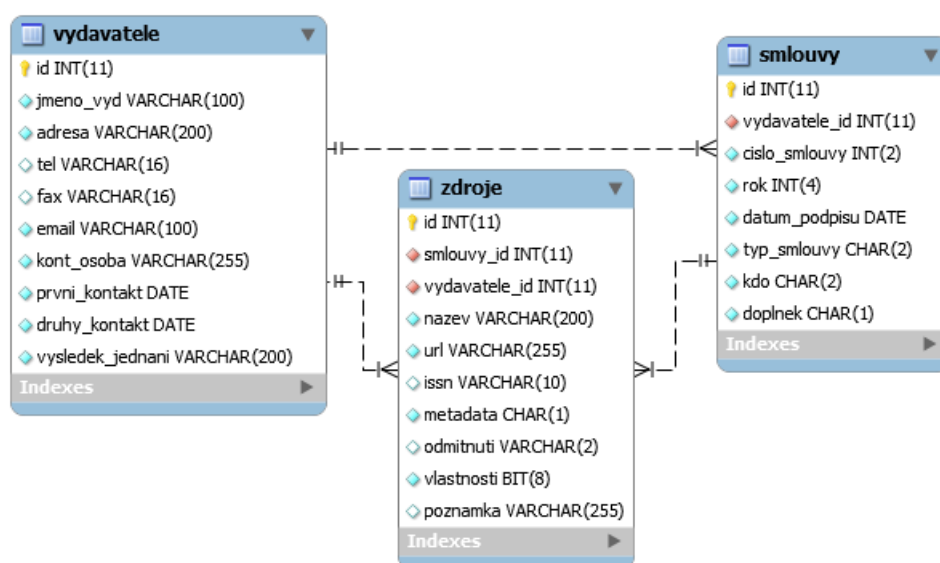 vydavatele
id INT(11)
jmeno_vyd VARCHAR(100)
adresa VARCHAR(200)
tel VARCHAR(16)
fax VARCHAR(16)
email VARCHAR(100)
kont_osoba VARCHAR(255)
prvni_kontakt DATE
druhy_kontakt DATE
vysledek_jednani VARCHAR(200)
Indexes
zdroje
id INT(11)
smlouvy_id INT(11)
vydavatele_id INT(11)
nazev VARCHAR(200)
url VARCHAR(255)
issn VARCHAR(10)
metadata CHAR(1)
odmitnuti VARCHAR(2)
vlastnosti BIT(8)
poznamka VARCHAR(255)
Indexes
smlouvy
id INT(11)
vydavatele_id INT(11)
cislo_smlouvy INT(2)
rok INT(4)
datum_podpisu DATE
typ_smlouvy CHAR(2)
kdo CHAR(2)
doplnek CHAR(1)
Indexes